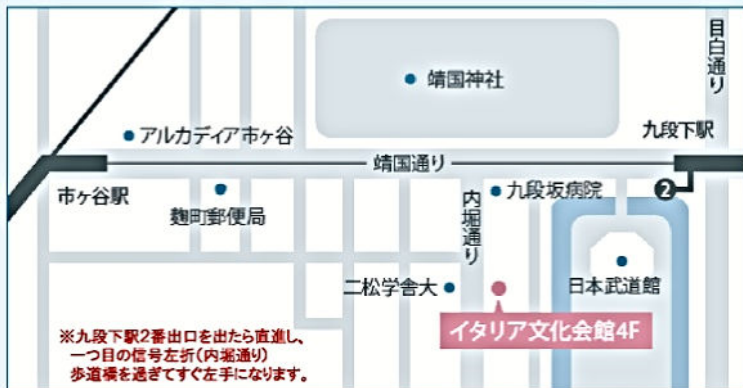 目白通り
靖国神社
九段下駅
アルカディア市ヶ谷
靖国通り
市ヶ谷駅
麹町郵便局
内堀通り
九段坂病院
2
二松学舎大
日本武道館
イタリア文化会館4F
※九段下駅2番出口を出たら直進し、
一つ目の信号左折(内堀通り)
歩道橋を過ぎてすぐ左手になります。